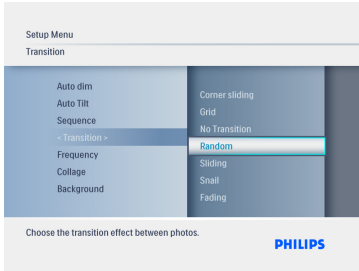 Setup Menu
Transition
Auto dim
Auto Tilt
Sequence
< Transition >
Frequency
Collage
Background
Corner sliding
Grid
No Transition
Random
Sliding
Snail
Fading
Choose the transition effect between photos.
PHILIPS